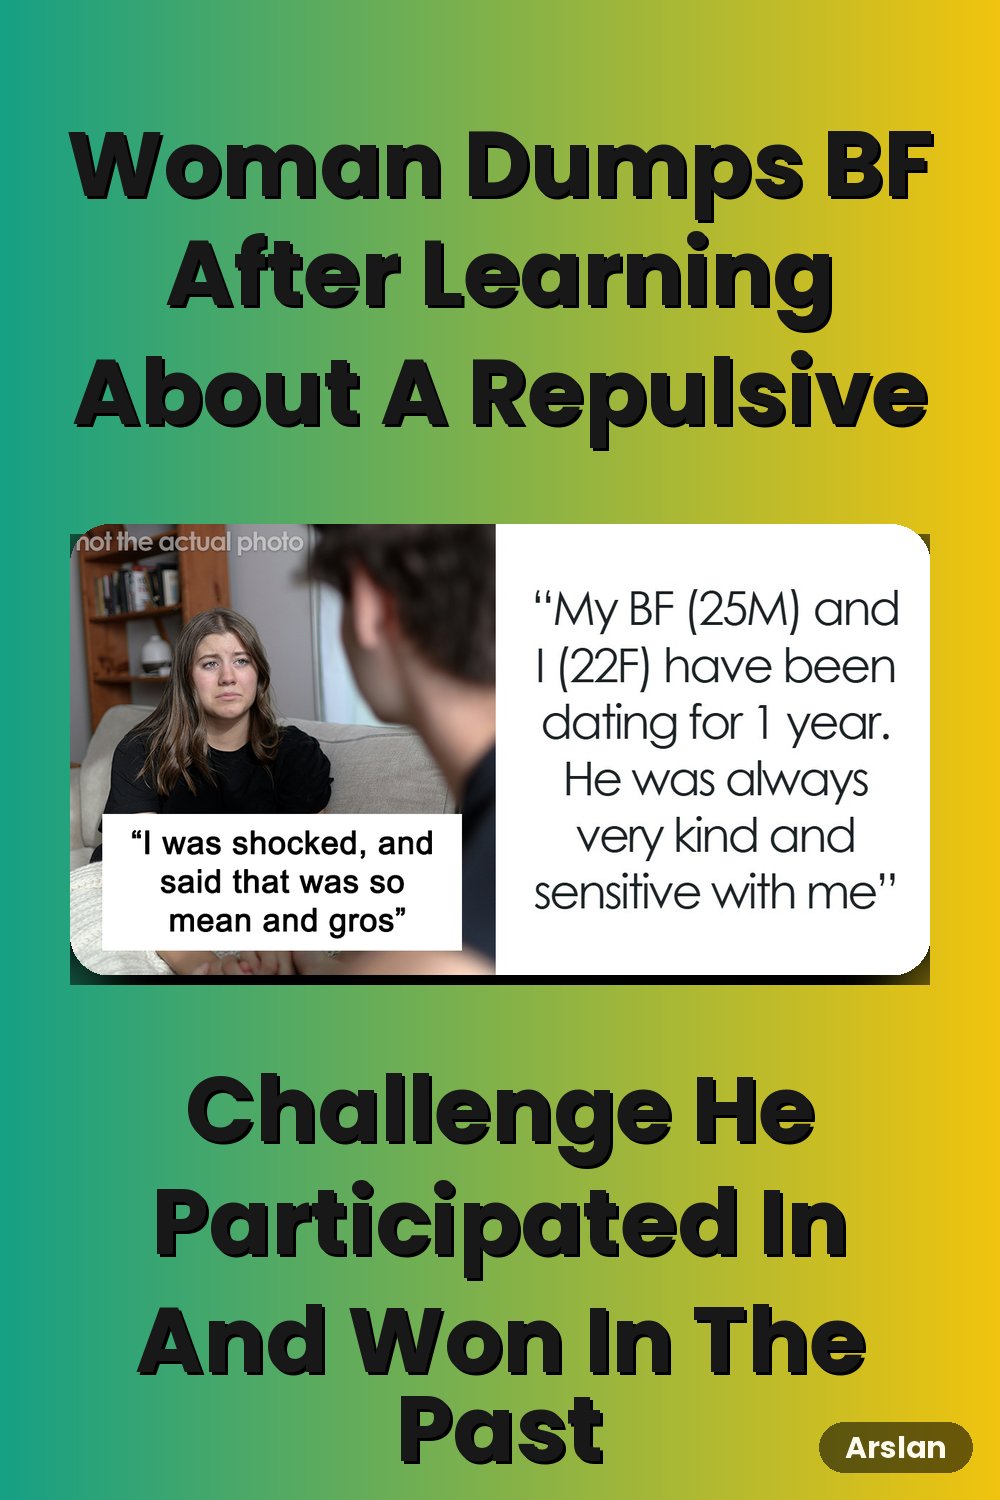 Woman Dumps BF
After Learning
About A Repulsive
not the actual photo
“I was shocked, and
said that was so
mean and gros”
“My BF (25M) and
I (22F) have been
dating for 1 year.
He was always
very kind and
sensitive with me”
Challenge He
Participated In
And Won In The
Past
Arslan